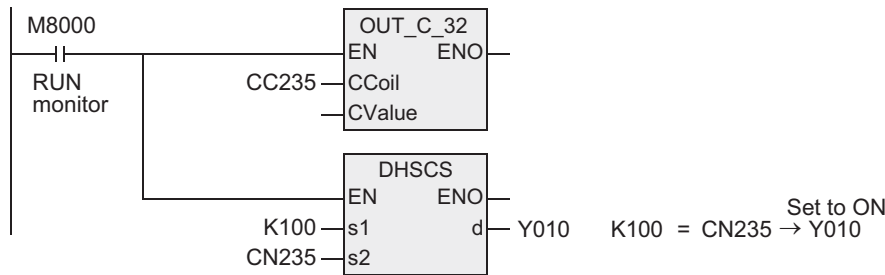 M8000
RUN
monitor
OUT_C_32
EN ENO
CC235 CCoil
CValue
DHSCS
EN ENO
K100 s1 d Y010 K100 = CN235 → Y010
Set to ON
CN235 s2